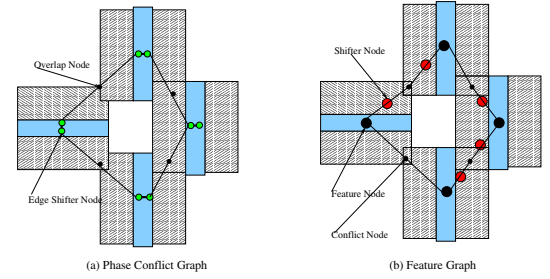 (a)
(b)
Overlap Node
Shifter Node
Edge Shifter Node
Feature Node
Conflict Node
(a) Phase Conflict Graph
(b) Feature Graph